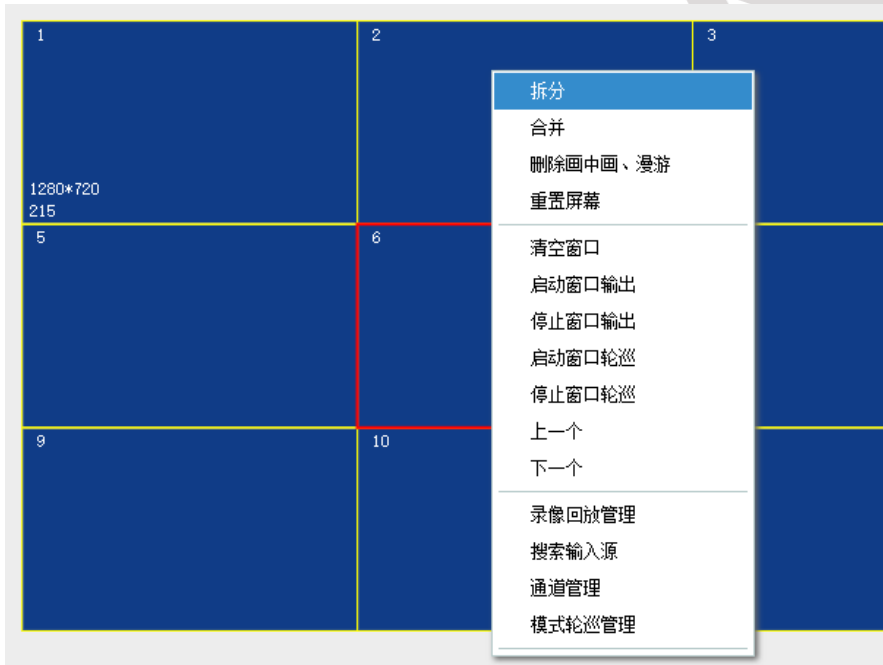 1
2
3
1280*720
215
5
6
9
10
拆分
合并
删除画中画、漫游
重置屏幕
清空窗口
启动窗口输出
停止窗口输出
启动窗口轮巡
停止窗口轮巡
上一个
下一个
录像回放管理
搜索输入源
通道管理
模式轮巡管理